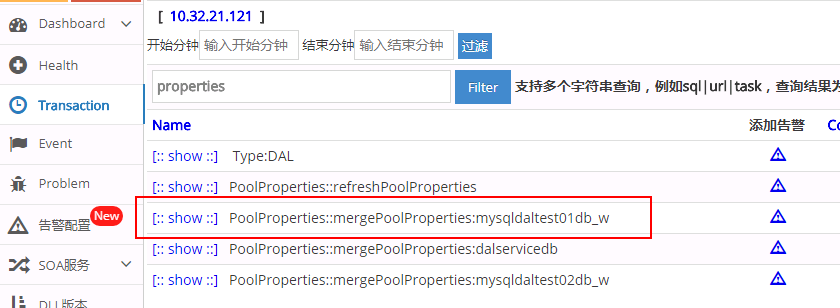 Dashboard
Health
Transaction
Event
Problem
告警配置 New
SOA服务
DLL版本
[ 10.32.21.121 ]
开始分钟 输入开始分钟 结束分钟 输入结束分钟 过滤
properties Filter 支持多个字符串查询，例如sql|url|task，查询结果为
Name 添加告警 Co
[:: show ::] Type:DAL
[:: show ::] PoolProperties::refreshPoolProperties
[:: show ::] PoolProperties::mergePoolProperties:mysqldaltest01db_w
[:: show ::] PoolProperties::mergePoolProperties:dalservicedb
[:: show ::] PoolProperties::mergePoolProperties:mysqldaltest02db_w